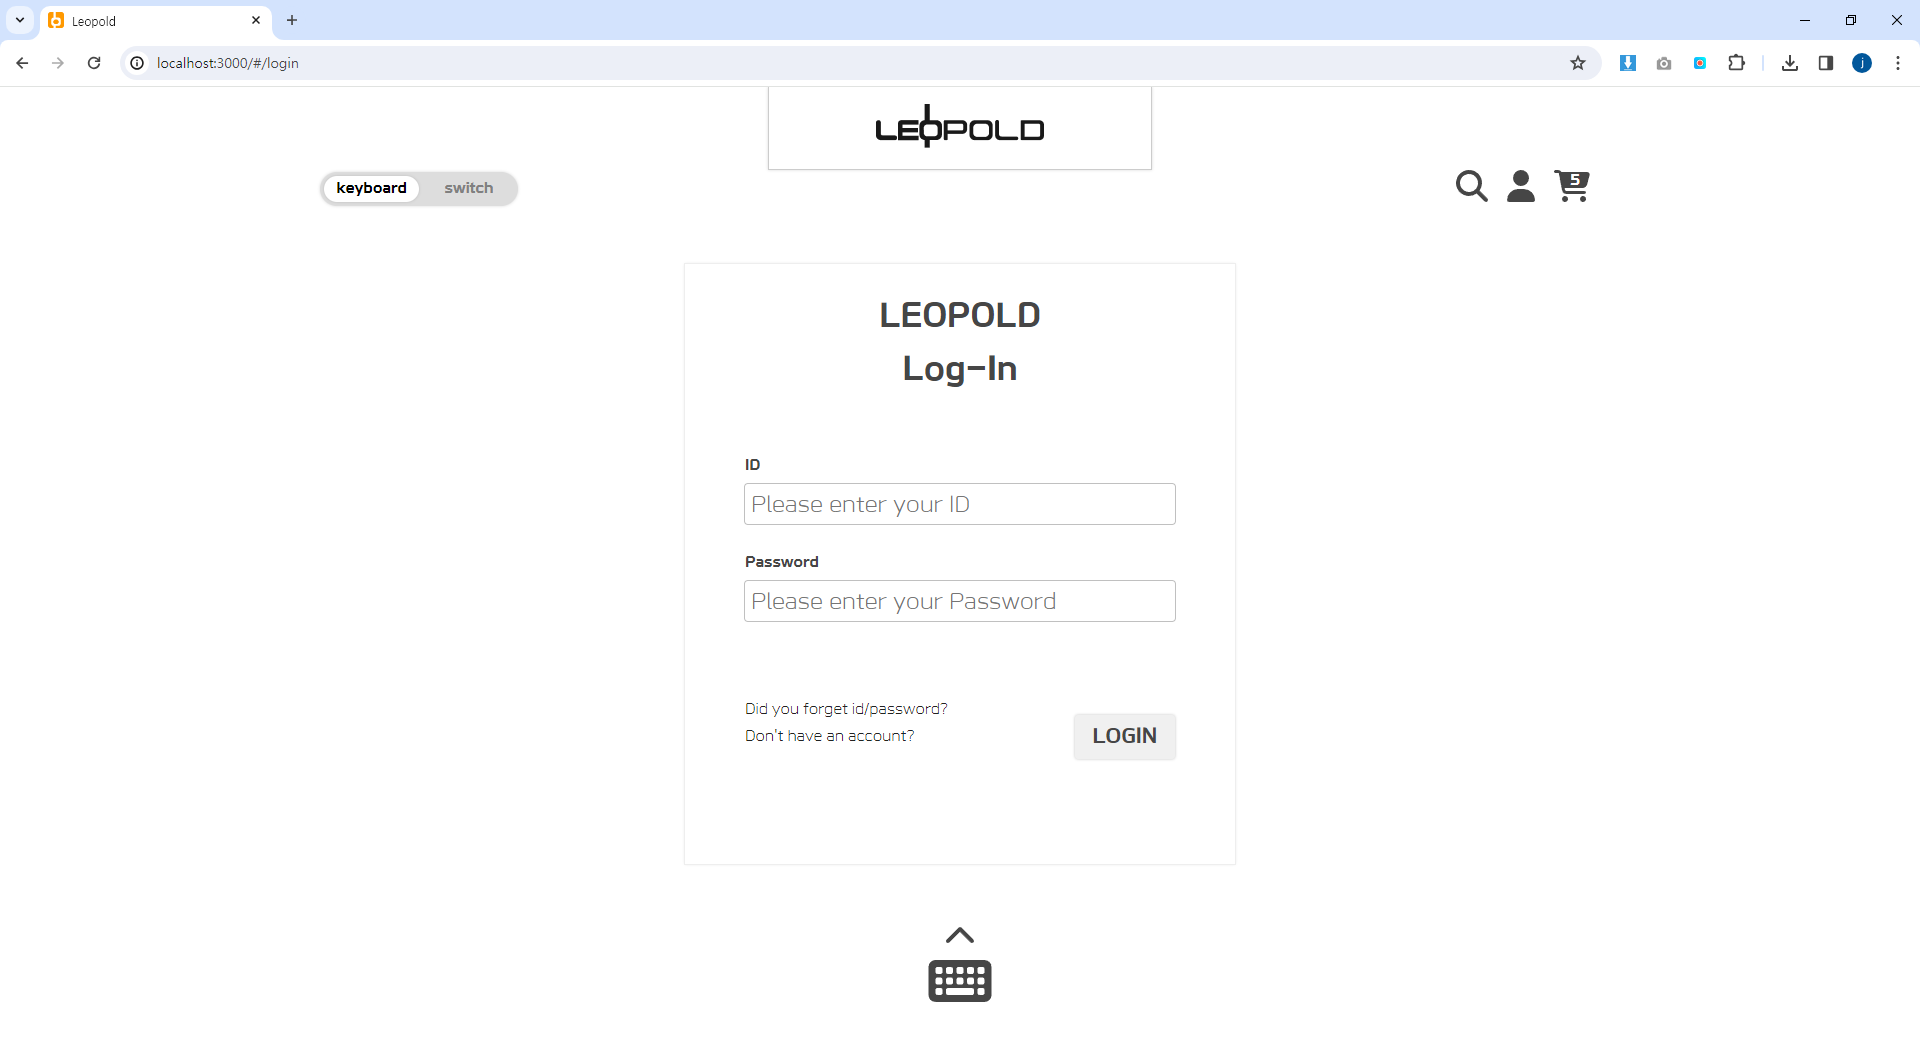 Leopold
localhost:3000/#/login
LEOPOLD
keyboard switch
5
LEOPOLD
Log-In
ID
Please enter your ID
Password
Please enter your Password
Did you forget id/password?
Don't have an account?
LOGIN
j